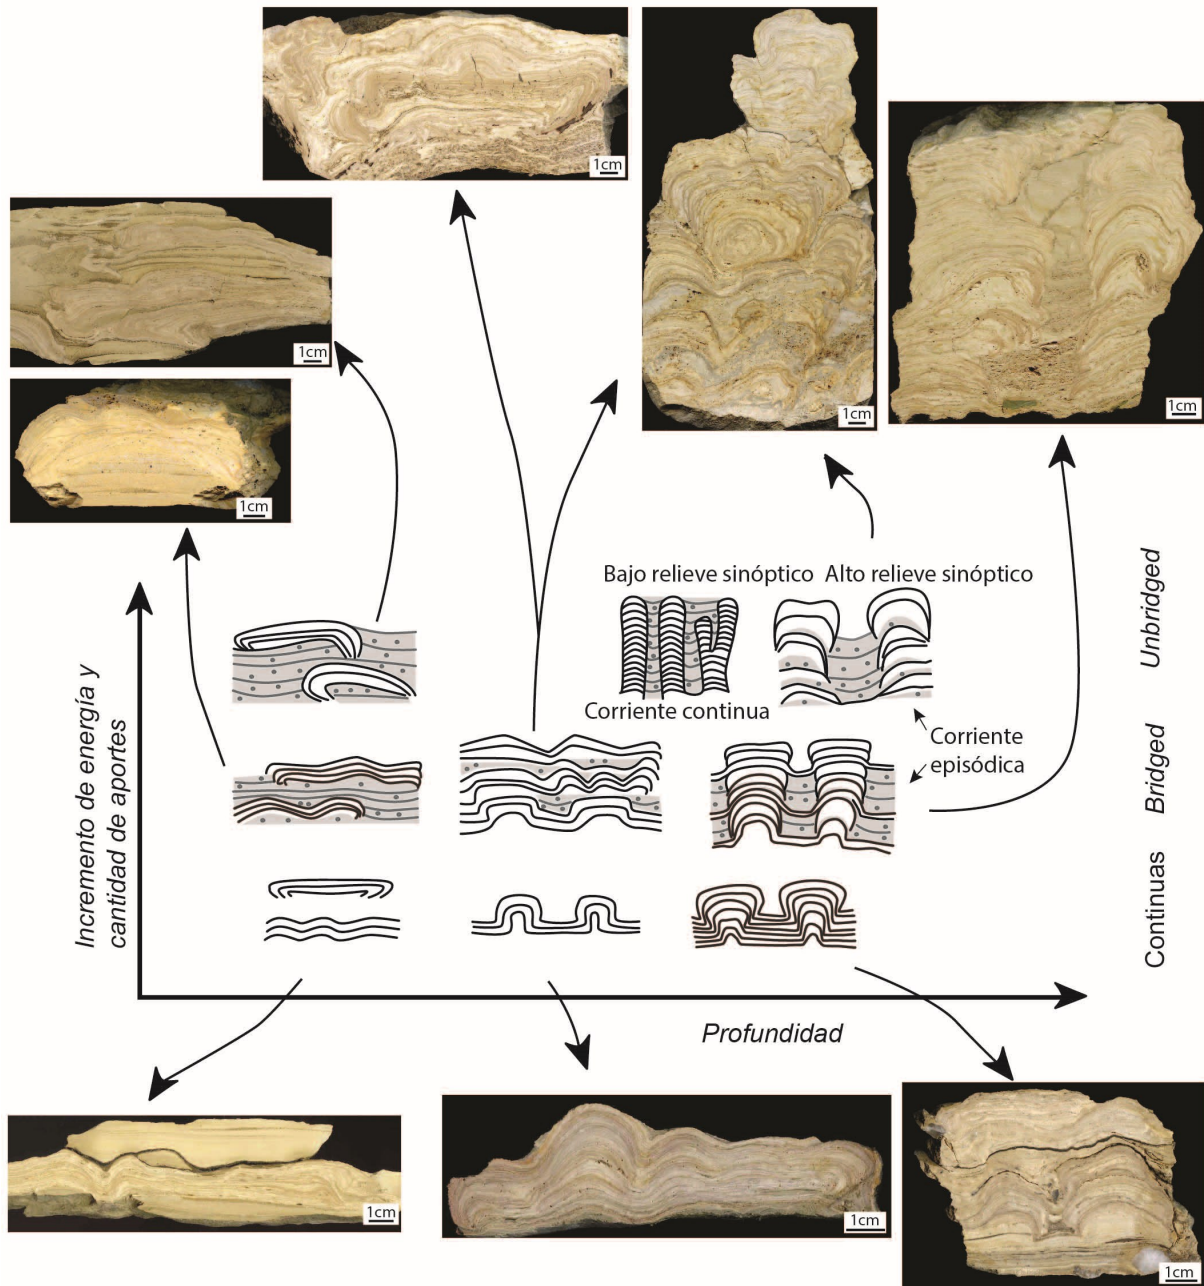 1cm
1cm
1cm
1cm
1cm
1cm
Bajo relieve sinóptico
Alto relieve sinóptico
Corriente continua
Corriente
episódica
Unbridged
Bridged
Continuas
Incremento de energía y
cantidad de aportes
Profundidad
1cm
1cm
1cm